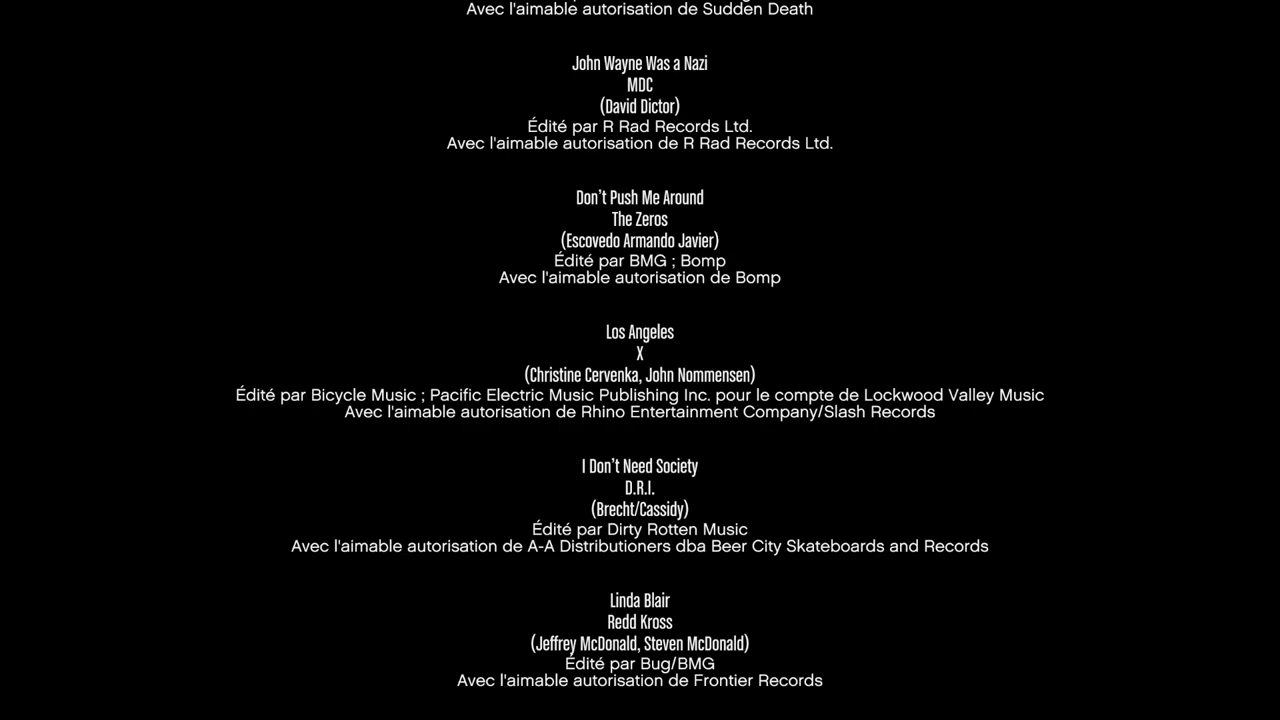 Avec l'aimable autorisation de Sudden Death
John Wayne Was a Nazi
MDC
(David Dictor)
Édité par R Rad Records Ltd.
Avec l'aimable autorisation de R Rad Records Ltd.
Don’t Push Me Around
The Zeros
(Escovedo Armando Javier)
Édité par BMG ; Bomp
Avec l'aimable autorisation de Bomp
Los Angeles
X
(Christine Cervenka, John Nommensen)
Édité par Bicycle Music ; Pacific Electric Music Publishing Inc. pour le compte de Lockwood Valley Music
Avec l'aimable autorisation de Rhino Entertainment Company/Slash Records
I Don’t Need Society
D.R.I.
(Brecht/Cassidy)
Édité par Dirty Rotten Music
Avec l'aimable autorisation de A-A Distributioners dba Beer City Skateboards and Records
Linda Blair
Redd Kross
(Jeffrey McDonald, Steven McDonald)
Édité par Bug/BMG
Avec l'aimable autorisation de Frontier Records